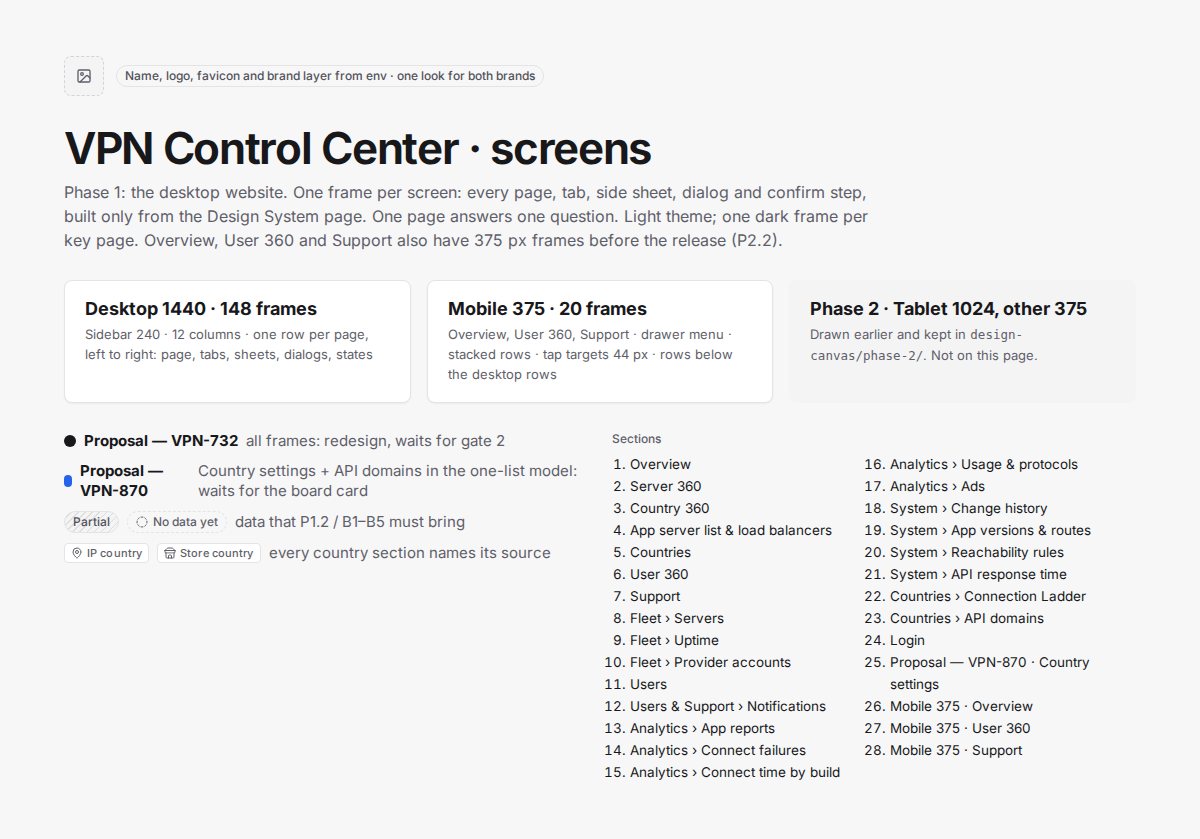 Name, logo, favicon and brand layer from env · one look for both brands
VPN Control Center · screens
Phase 1: the desktop website. One frame per screen: every page, tab, side sheet, dialog and confirm step,
built only from the Design System page. One page answers one question. Light theme; one dark frame per
key page. Overview, User 360 and Support also have 375 px frames before the release (P2.2).
Desktop 1440 · 148 frames
Sidebar 240 · 12 columns · one row per page,
left to right: page, tabs, sheets, dialogs, states
Mobile 375 · 20 frames
Overview, User 360, Support · drawer menu ·
stacked rows · tap targets 44 px · rows below
the desktop rows
Phase 2 · Tablet 1024, other 375
Drawn earlier and kept in design-
canvas/phase-2/. Not on this page.
Proposal — VPN-732 all frames: redesign, waits for gate 2
Proposal —
VPN-870
Country settings + API domains in the one-list model:
waits for the board card
Partial No data yet data that P1.2 / B1–B5 must bring
IP country Store country every country section names its source
Sections
1. Overview
2. Server 360
3. Country 360
4. App server list & load balancers
5. Countries
6. User 360
7. Support
8. Fleet › Servers
9. Fleet › Uptime
10. Fleet › Provider accounts
11. Users
12. Users & Support › Notifications
13. Analytics › App reports
14. Analytics › Connect failures
15. Analytics › Connect time by build
16. Analytics › Usage & protocols
17. Analytics › Ads
18. System › Change history
19. System › App versions & routes
20. System › Reachability rules
21. System › API response time
22. Countries › Connection Ladder
23. Countries › API domains
24. Login
25. Proposal — VPN-870 · Country
settings
26. Mobile 375 · Overview
27. Mobile 375 · User 360
28. Mobile 375 · Support